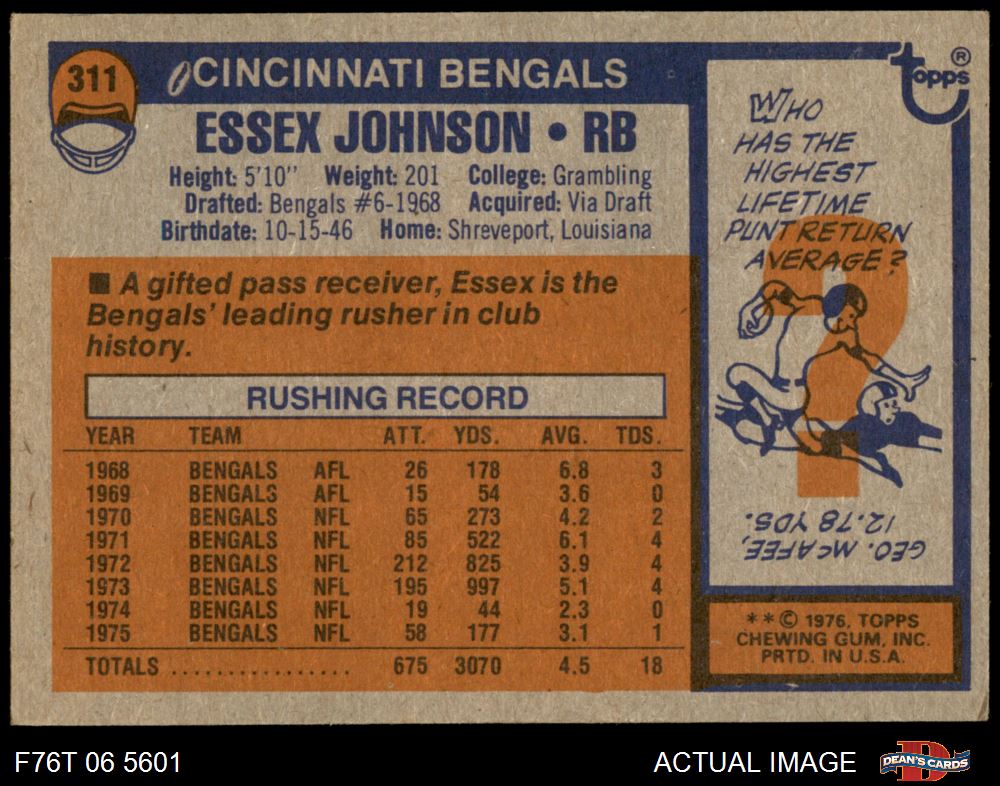 311
CINCINNATI BENGALS
ESSEX JOHNSON • RB
Height: 5'10" Weight: 201 College: Grambling
Drafted: Bengals #6-1968 Acquired: Via Draft
Birthdate: 10-15-46 Home: Shreveport, Louisiana
■ A gifted pass receiver, Essex is the
Bengals' leading rusher in club
history.
RUSHING RECORD
YEAR TEAM ATT. YDS. AVG. TDS.
1968 BENGALS AFL 26 178 6.8 3
1969 BENGALS AFL 15 54 3.6 0
1970 BENGALS NFL 65 273 4.2 2
1971 BENGALS NFL 85 522 6.1 4
1972 BENGALS NFL 212 825 3.9 4
1973 BENGALS NFL 195 997 5.1 4
1974 BENGALS NFL 19 44 2.3 0
1975 BENGALS NFL 58 177 3.1 1
TOTALS ................ 675 3070 4.5 18
Topps ®
WHO
HAS THE
HIGHEST
LIFETIME
PUNT RETURN
AVERAGE?
?
GEO. McAFEE,
12.78 YDS.
**© 1976. TOPPS
CHEWING GUM, INC.
PRTD. IN U.S.A.
F76T 06 5601
ACTUAL IMAGE
DEAN'S CARDS